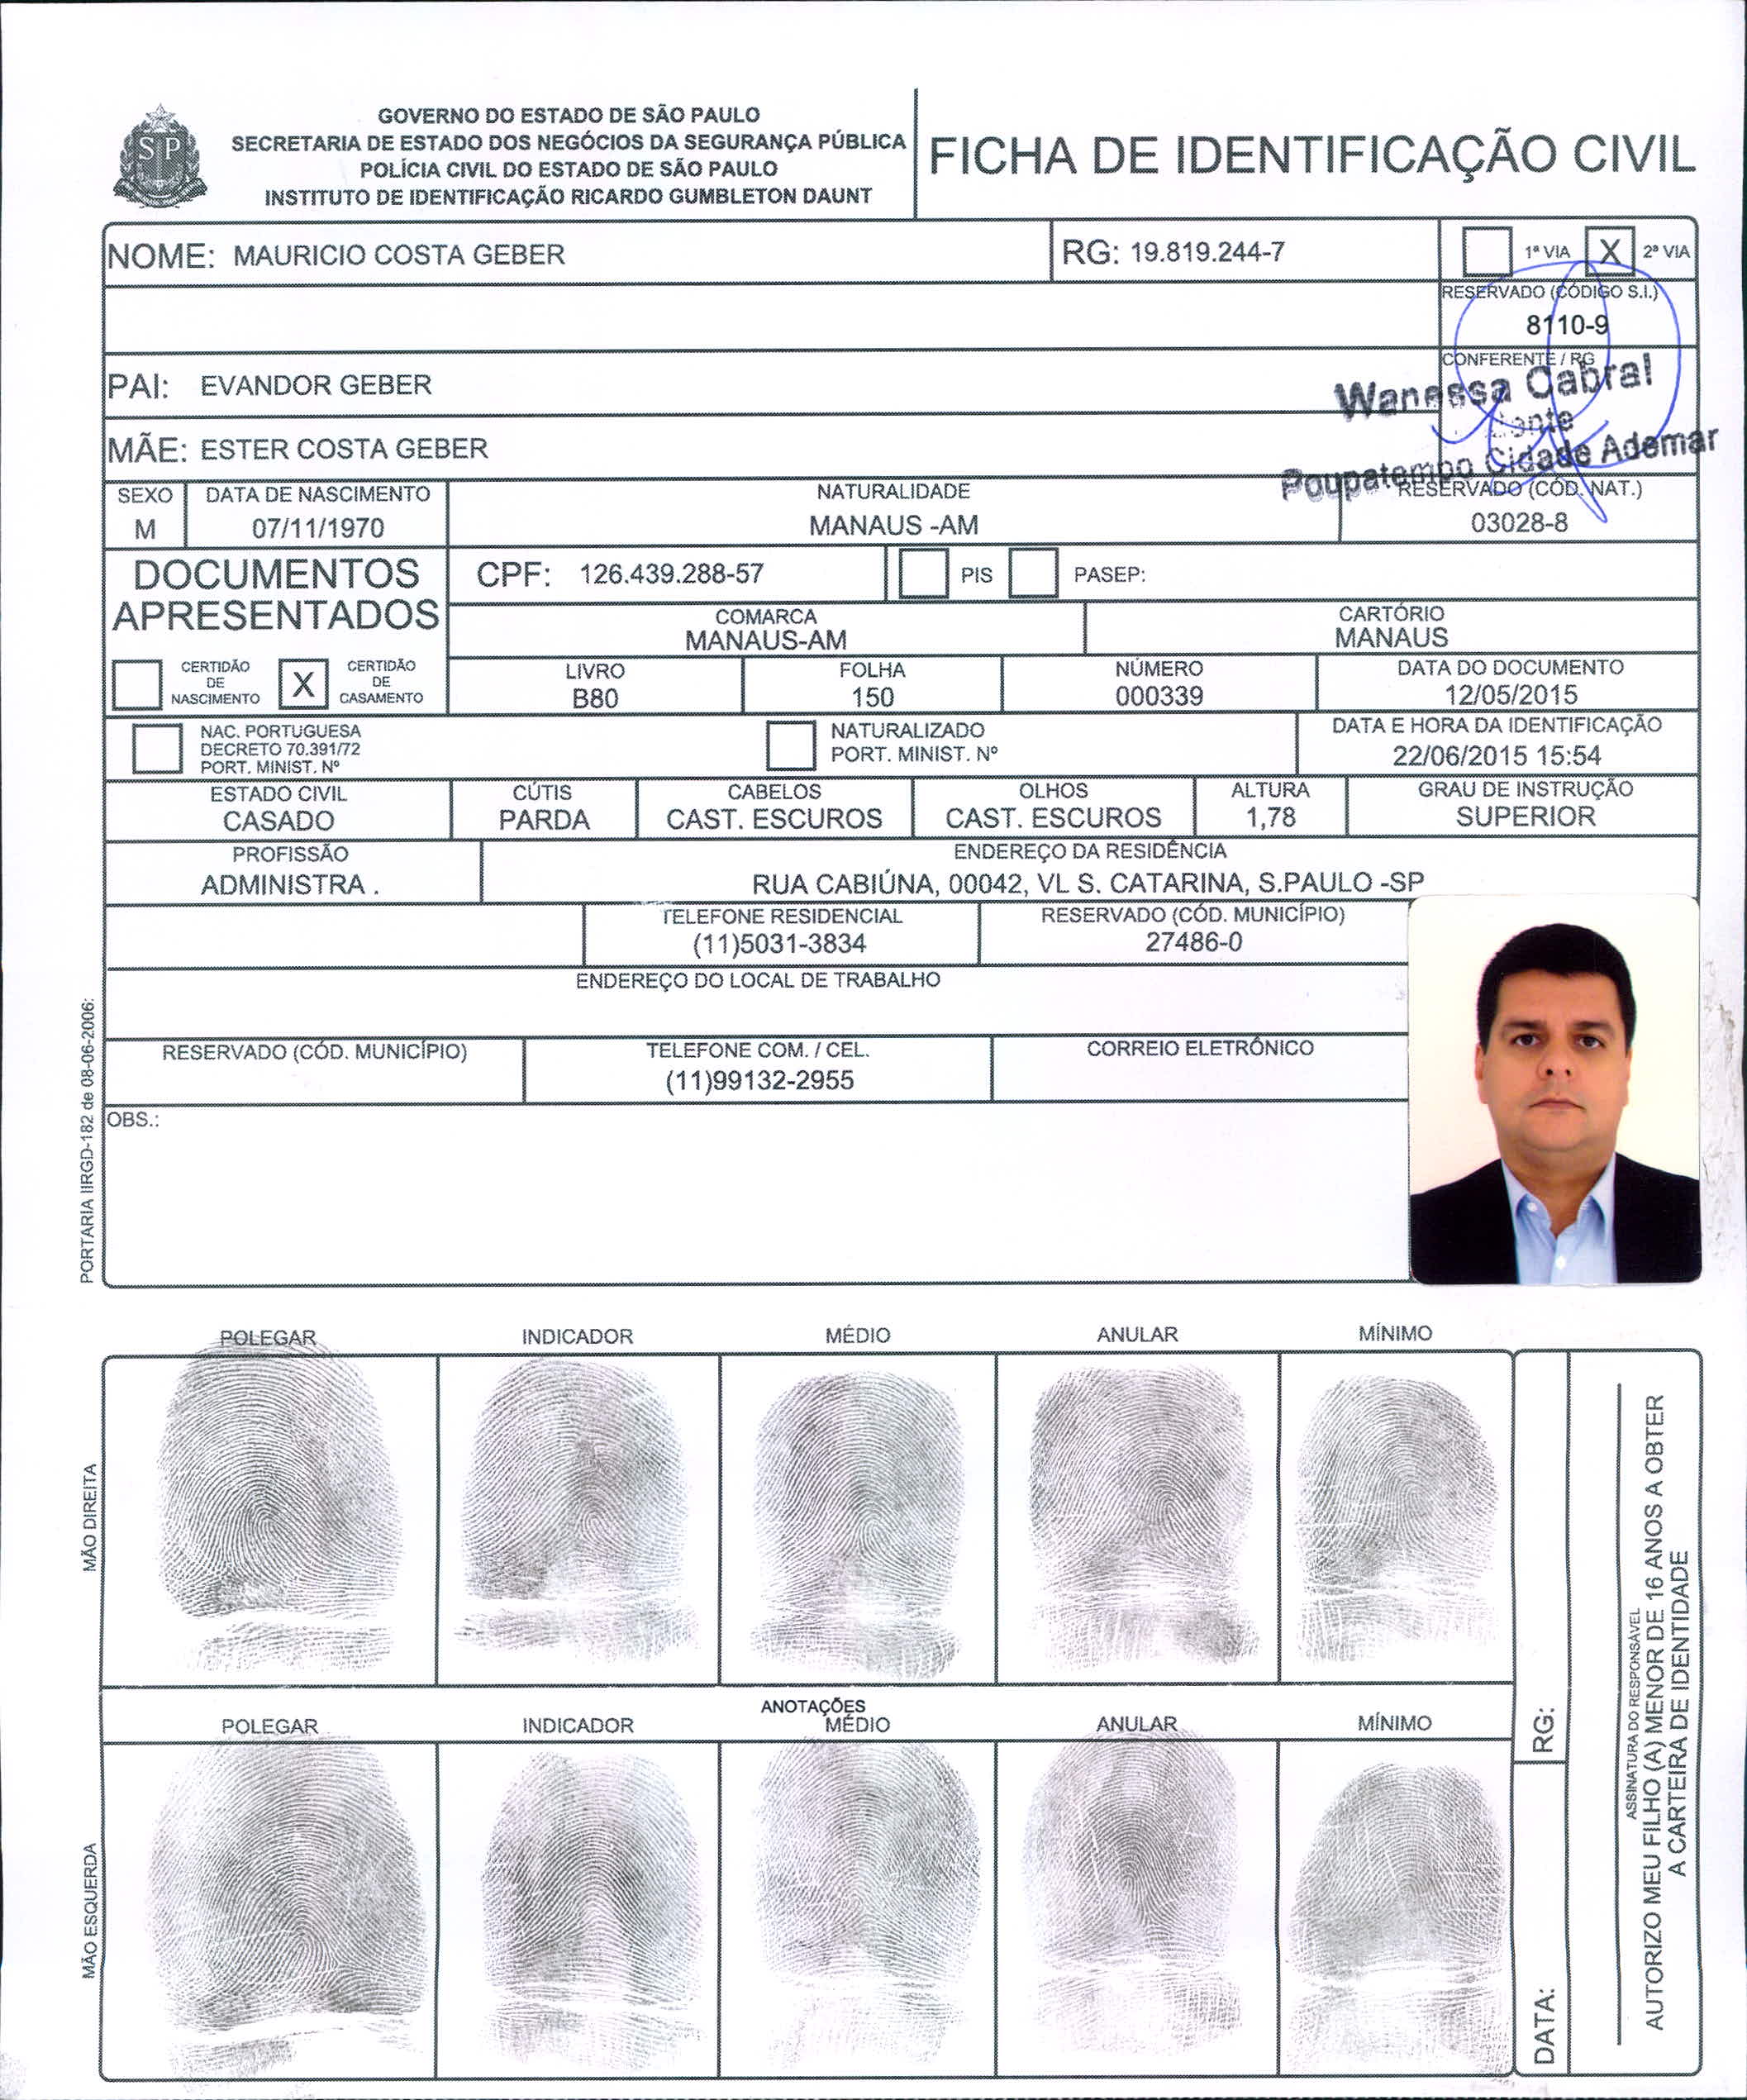 GOVERNO DO ESTADO DE SÃO PAULO
SECRETARIA DE ESTADO DOS NEGÓCIOS DA SEGURANÇA PÚBLICA
POLÍCIA CIVIL DO ESTADO DE SÃO PAULO
INSTITUTO DE IDENTIFICAÇÃO RICARDO GUMBLETON DAUNT
SP
FICHA DE IDENTIFICAÇÃO CIVIL
NOME: MAURICIO COSTA GEBER
RG: 19.819.244-7
1ª VIA X 2ª VIA
RESERVADO (CÓDIGO S.I.)
8110-9
PAI: EVANDOR GEBER
CONFERENTE / RG
Wanessa Cabral
Poupatempo Cidade Ademar
MÃE: ESTER COSTA GEBER
SEXO
M
DATA DE NASCIMENTO
07/11/1970
NATURALIDADE
MANAUS -AM
RESERVADO (CÓD. NAT.)
03028-8
DOCUMENTOS
APRESENTADOS
CPF: 126.439.288-57
PIS
PASEP:
COMARCA
MANAUS-AM
CARTÓRIO
MANAUS
CERTIDÃO
DE
NASCIMENTO
X
CERTIDÃO
DE
CASAMENTO
LIVRO
B80
FOLHA
150
NÚMERO
000339
DATA DO DOCUMENTO
12/05/2015
NAC. PORTUGUESA
DECRETO 70.391/72
PORT. MINIST. Nº
NATURALIZADO
PORT. MINIST. Nº
DATA E HORA DA IDENTIFICAÇÃO
22/06/2015 15:54
ESTADO CIVIL
CASADO
CÚTIS
PARDA
CABELOS
CAST. ESCUROS
OLHOS
CAST. ESCUROS
ALTURA
1,78
GRAU DE INSTRUÇÃO
SUPERIOR
PROFISSÃO
ADMINISTRA .
ENDEREÇO DA RESIDÊNCIA
RUA CABIÚNA, 00042, VL S. CATARINA, S.PAULO -SP
TELEFONE RESIDENCIAL
(11)5031-3834
RESERVADO (CÓD. MUNICÍPIO)
27486-0
ENDEREÇO DO LOCAL DE TRABALHO
RESERVADO (CÓD. MUNICÍPIO)
TELEFONE COM. / CEL.
(11)99132-2955
CORREIO ELETRÔNICO
OBS.:
PORTARIA IIRGD-182 de 08-06-2006:
POLEGAR
INDICADOR
MÉDIO
ANULAR
MÍNIMO
MÃO DIREITA
ANOTAÇÕES
POLEGAR
INDICADOR
MÉDIO
ANULAR
MÍNIMO
MÃO ESQUERDA
RG:
DATA:
ASSINATURA DO RESPONSÁVEL
AUTORIZO MEU FILHO (A) MENOR DE 16 ANOS A OBTER
A CARTEIRA DE IDENTIDADE